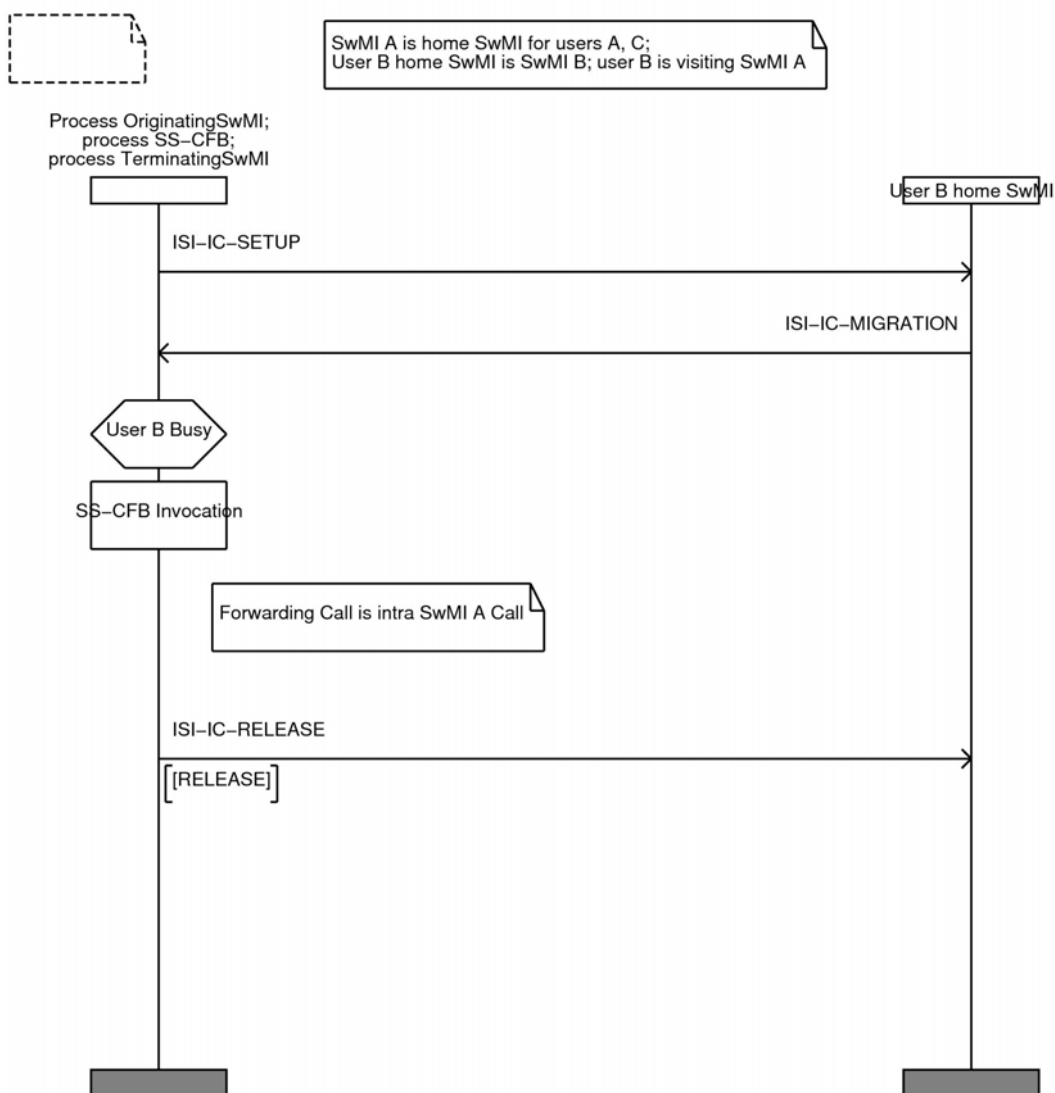 SwMI A is home SwMI for users A, C;
User B home SwMI is SwMI B; user B is visiting SwMI A
Process OriginatingSwMI;
process SS−CFB;
process TerminatingSwMI
User B home SwMI
ISI−IC−SETUP
ISI−IC−MIGRATION
User B Busy
SS−CFB Invocation
Forwarding Call is intra SwMI A Call
ISI−IC−RELEASE
[RELEASE]